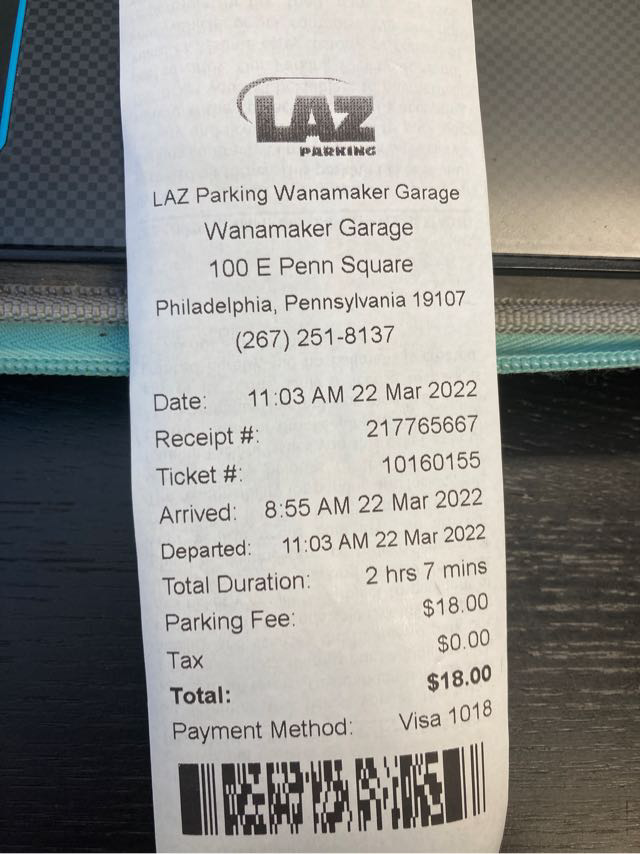 LAZ
PARKING
LAZ Parking Wanamaker Garage
Wanamaker Garage
100 E Penn Square
Philadelphia, Pennsylvania 19107
(267) 251-8137
Date: 11:03 AM 22 Mar 2022
Receipt #: 217765667
Ticket #: 10160155
Arrived: 8:55 AM 22 Mar 2022
Departed: 11:03 AM 22 Mar 2022
Total Duration: 2 hrs 7 mins
Parking Fee: $18.00
Tax $0.00
Total: $18.00
Payment Method: Visa 1018